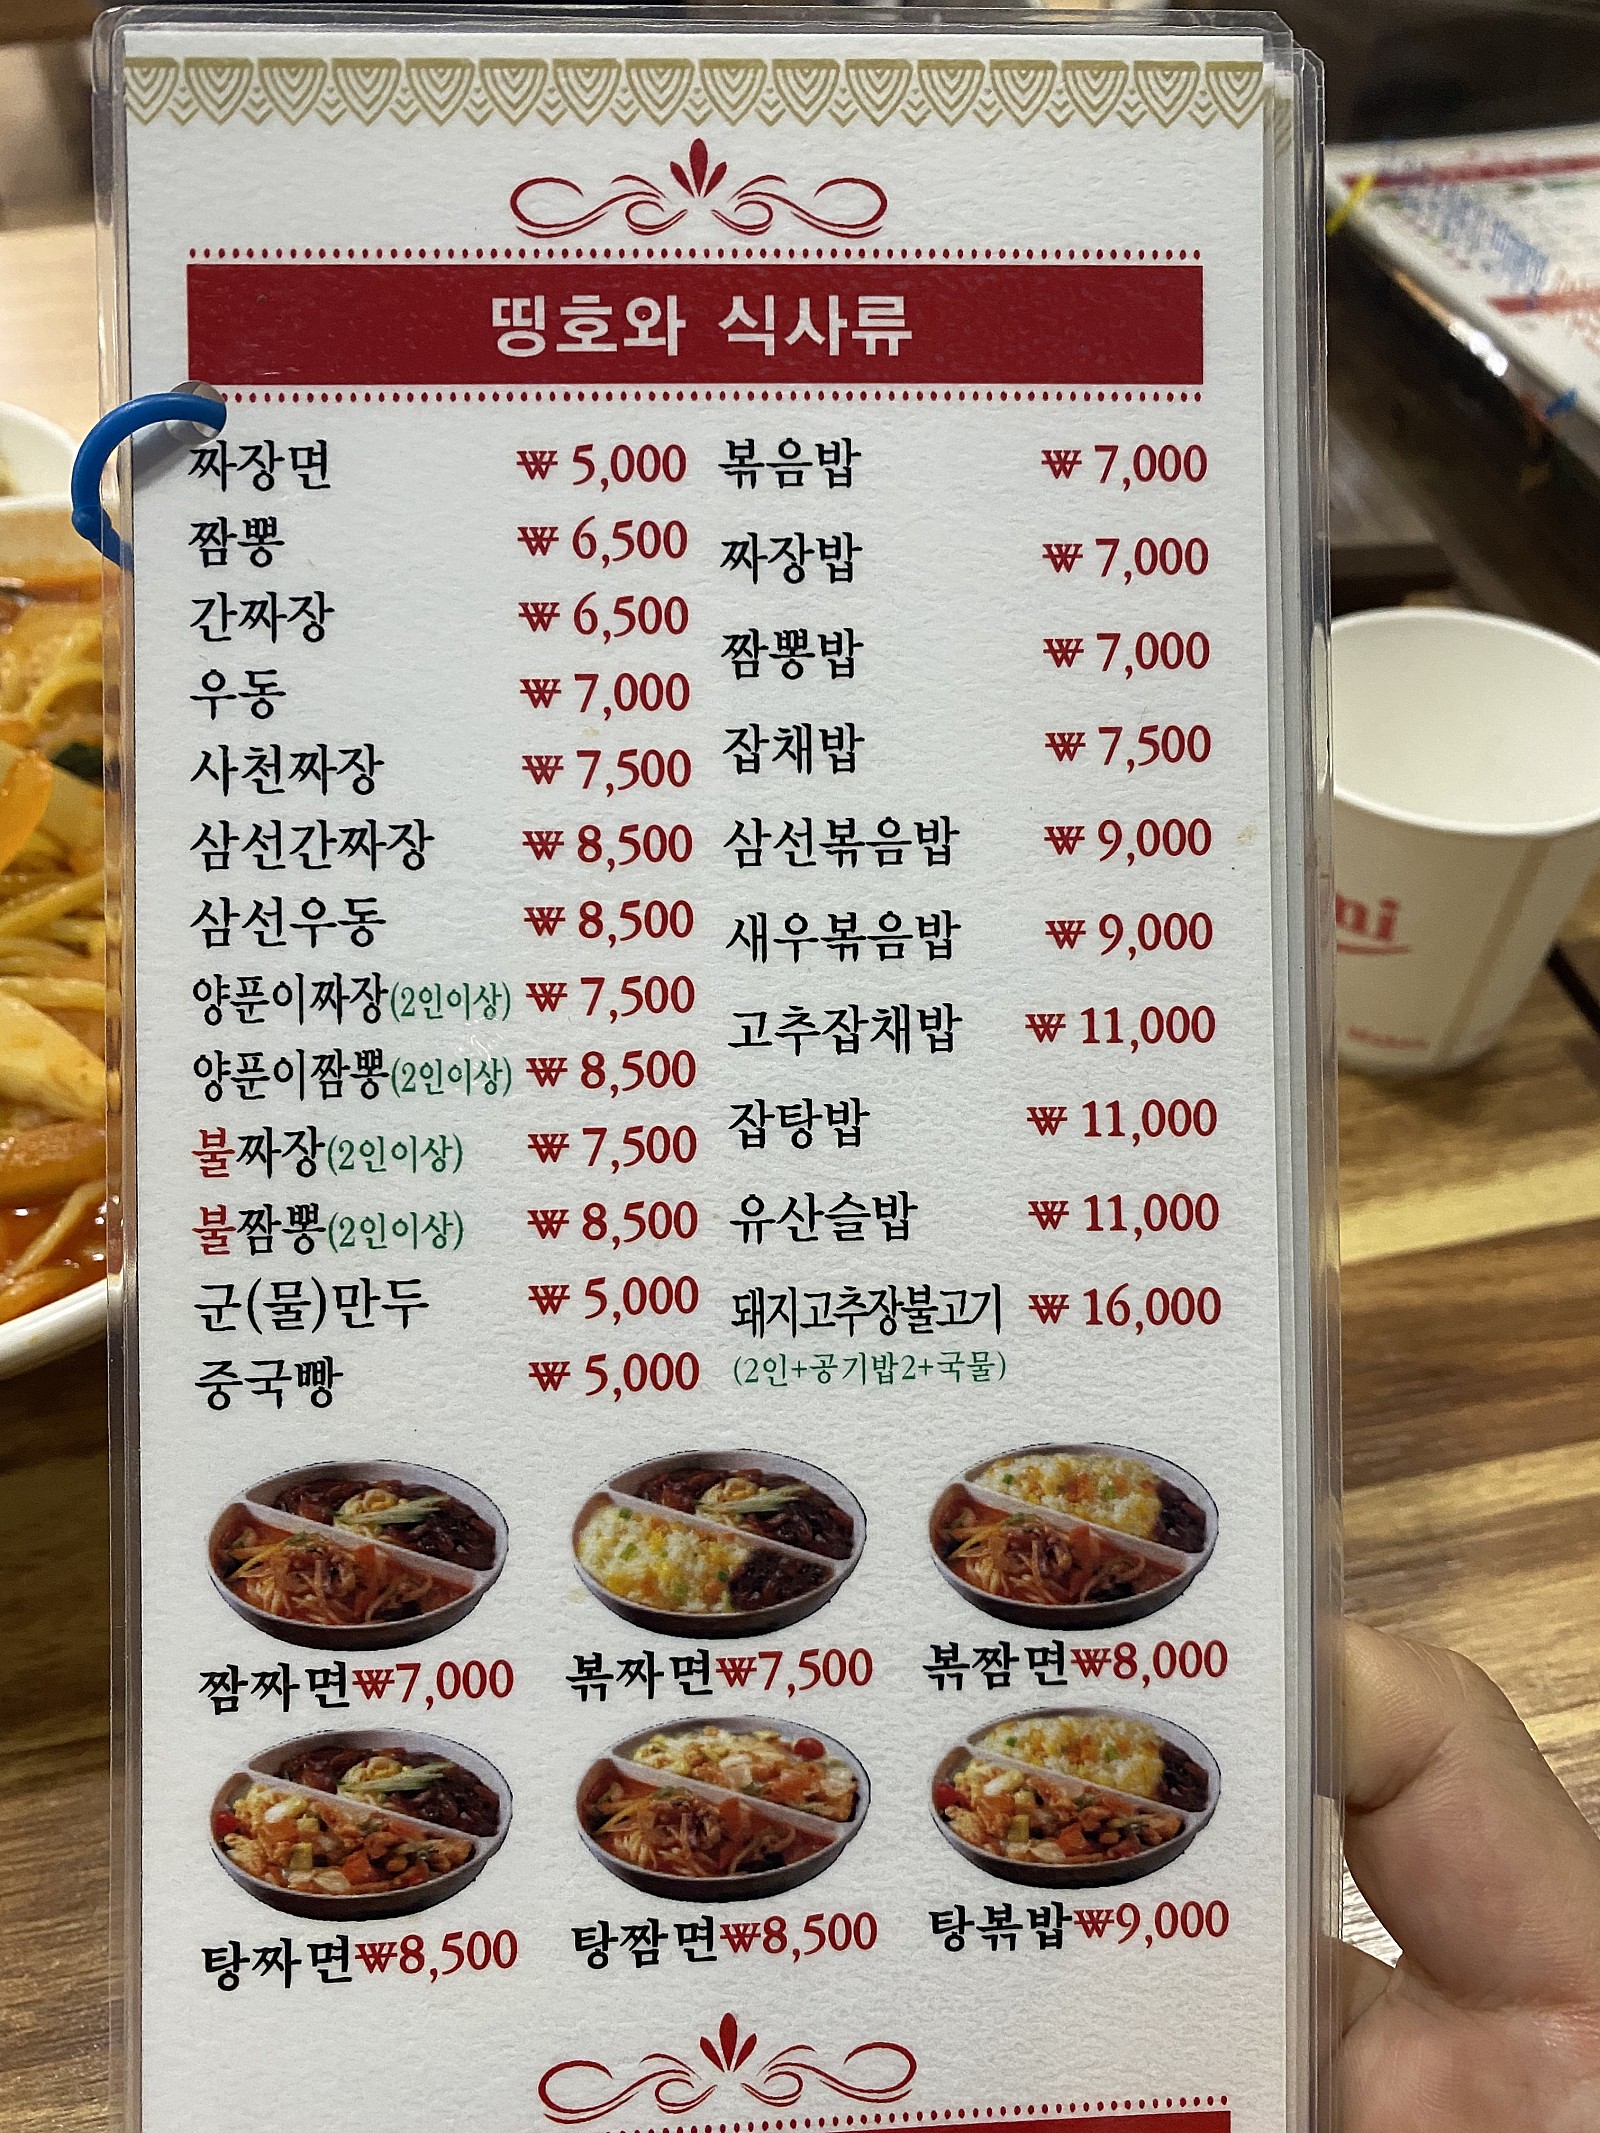 띵호와 식사류
짜장면 ₩ 5,000
짬뽕 ₩ 6,500
간짜장 ₩ 6,500
우동 ₩ 7,000
사천짜장 ₩ 7,500
삼선간짜장 ₩ 8,500
삼선우동 ₩ 8,500
양푼이짜장(2인이상) ₩ 7,500
양푼이짬뽕(2인이상) ₩ 8,500
불짜장(2인이상) ₩ 7,500
불짬뽕(2인이상) ₩ 8,500
군(물)만두 ₩ 5,000
중국빵 ₩ 5,000
볶음밥 ₩ 7,000
짜장밥 ₩ 7,000
짬뽕밥 ₩ 7,000
잡채밥 ₩ 7,500
삼선볶음밥 ₩ 9,000
새우볶음밥 ₩ 9,000
고추잡채밥 ₩ 11,000
잡탕밥 ₩ 11,000
유산슬밥 ₩ 11,000
돼지고추장불고기 ₩ 16,000
(2인+공기밥2+국물)
짬짜면₩7,000
볶짜면₩7,500
볶짬면₩8,000
탕짜면₩8,500
탕짬면₩8,500
탕볶밥₩9,000